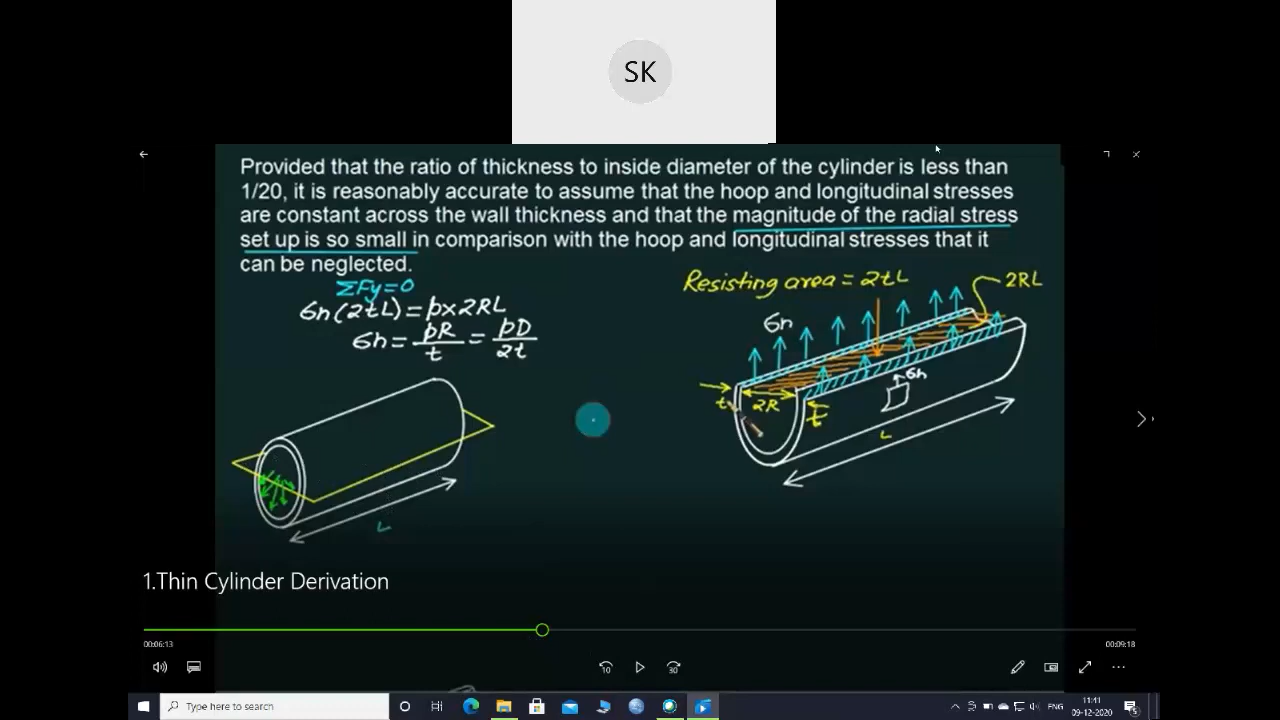 SK
Provided that the ratio of thickness to inside diameter of the cylinder is less than
1/20, it is reasonably accurate to assume that the hoop and longitudinal stresses
are constant across the wall thickness and that the magnitude of the radial stress
set up is so small in comparison with the hoop and longitudinal stresses that it
can be neglected.
ΣFy=0
σh(2tL)=p×2RL
σh=pR/t=pD/2t
Resisting area=2tL
2RL
σh
σh
t
2R
t
L
L
1.Thin Cylinder Derivation
00:06:13
00:09:18
10
30
Type here to search
ENG
11:41
09-12-2020